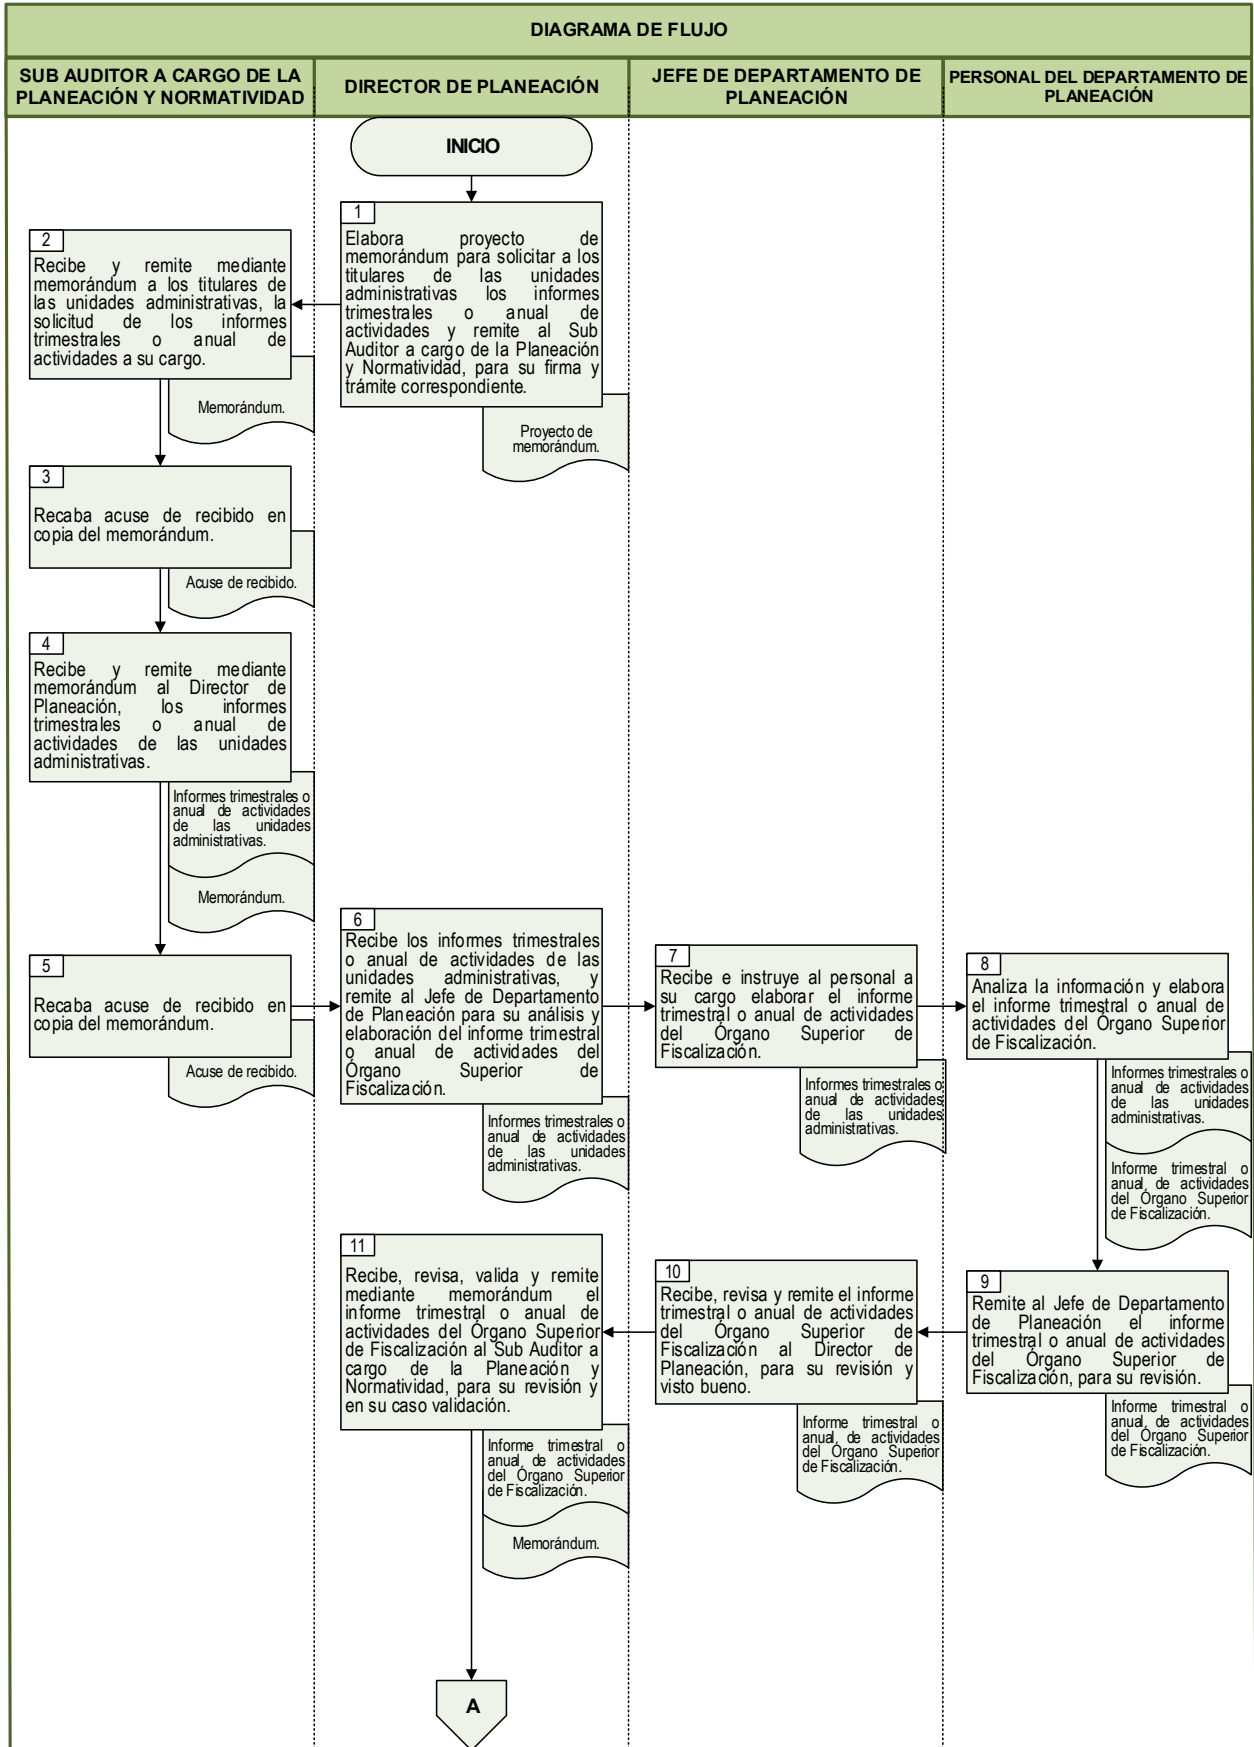 DIAGRAMA DE FLUJO
SUB AUDITOR A CARGO DE LA
PLANEACIÓN Y NORMATIVIDAD
DIRECTOR DE PLANEACIÓN
JEFE DE DEPARTAMENTO DE
PLANEACIÓN
PERSONAL DEL DEPARTAMENTO DE
PLANEACIÓN
INICIO
1
Elabora proyecto de
memorándum para solicitar a los
titulares de las unidades
administrativas los informes
trimestrales o anual de
actividades y remite al Sub
Auditor a cargo de la Planeación
y Normatividad, para su firma y
trámite correspondiente.
Proyecto de
memorándum.
2
Recibe y remite mediante
memorándum a los titulares de
las unidades administrativas, la
solicitud de los informes
trimestrales o anual de
actividades a su cargo.
Memorándum.
3
Recaba acuse de recibido en
copia del memorándum.
Acuse de recibido.
4
Recibe y remite mediante
memorándum al Director de
Planeación, los informes
trimestrales o anual de
actividades de las unidades
administrativas.
Informes trimestrales o
anual de actividades
de las unidades
administrativas.
Memorándum.
5
Recaba acuse de recibido en
copia del memorándum.
Acuse de recibido.
6
Recibe los informes trimestrales
o anual de actividades de las
unidades administrativas, y
remite al Jefe de Departamento
de Planeación para su análisis y
elaboración del informe trimestral
o anual de actividades del
Órgano Superior de
Fiscalización.
Informes trimestrales o
anual de actividades
de las unidades
administrativas.
7
Recibe e instruye al personal a
su cargo elaborar el informe
trimestral o anual de actividades
del Órgano Superior de
Fiscalización.
Informes trimestrales o
anual de actividades
de las unidades
administrativas.
8
Analiza la información y elabora
el informe trimestral o anual de
actividades del Órgano Superior
de Fiscalización.
Informes trimestrales o
anual de actividades
de las unidades
administrativas.
Informe trimestral o
anual de actividades
del Órgano Superior
de Fiscalización.
9
Remite al Jefe de Departamento
de Planeación el informe
trimestral o anual de actividades
del Órgano Superior de
Fiscalización, para su revisión.
Informe trimestral o
anual de actividades
del Órgano Superior
de Fiscalización.
10
Recibe, revisa y remite el informe
trimestral o anual de actividades
del Órgano Superior de
Fiscalización al Director de
Planeación, para su revisión y
visto bueno.
Informe trimestral o
anual de actividades
del Órgano Superior
de Fiscalización.
11
Recibe, revisa, valida y remite
mediante memorándum el
informe trimestral o anual de
actividades del Órgano Superior
de Fiscalización al Sub Auditor a
cargo de la Planeación y
Normatividad, para su revisión y
en su caso validación.
Informe trimestral o
anual de actividades
del Órgano Superior
de Fiscalización.
Memorándum.
A